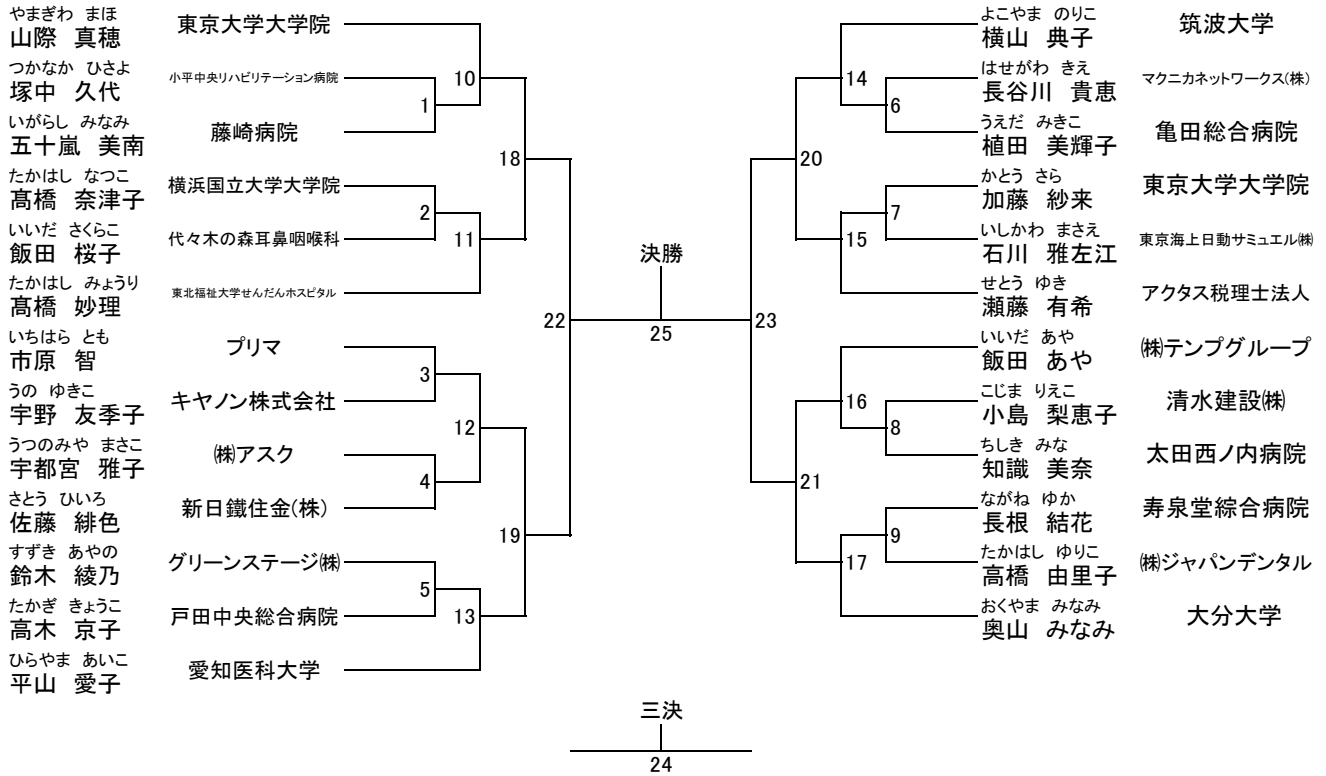 やまぎわ まほ
山際 真穂 東京大学大学院
つかなか ひさよ
塚中 久代 小平中央リハビリテーション病院
いがらし みなみ
五十嵐 美南 藤崎病院
たかはし なつこ
髙橋 奈津子 横浜国立大学大学院
いいだ さくらこ
飯田 桜子 代々木の森耳鼻咽喉科
たかはし みょうり
髙橋 妙理 東北福祉大学せんだんホスピタル
いちはら とも
市原 智 プリマ
うの ゆきこ
宇野 友季子 キヤノン株式会社
うつのみや まさこ
宇都宮 雅子 ㈱アスク
さとう ひいろ
佐藤 緋色 新日鐵住金(株)
すずき あやの
鈴木 綾乃 グリーンステージ㈱
たかぎ きょうこ
高木 京子 戸田中央総合病院
ひらやま あいこ
平山 愛子 愛知医科大学
10
1
18
2
11
22
3
12
4
19
5
13
決勝
25
三決
24
14
6
20
7
15
23
16
8
21
9
17
よこやま のりこ
横山 典子 筑波大学
はせがわ きえ
長谷川 貴恵 マクニカネットワークス(株)
うえだ みきこ
植田 美輝子 亀田総合病院
かとう さら
加藤 紗来 東京大学大学院
いしかわ まさえ
石川 雅左江 東京海上日動サミュエル㈱
せとう ゆき
瀬藤 有希 アクタス税理士法人
いいだ あや
飯田 あや ㈱テンプグループ
こじま りえこ
小島 梨恵子 清水建設㈱
ちしき みな
知識 美奈 太田西ノ内病院
ながね ゆか
長根 結花 寿泉堂綜合病院
たかはし ゆりこ
高橋 由里子 ㈱ジャパンデンタル
おくやま みなみ
奥山 みなみ 大分大学